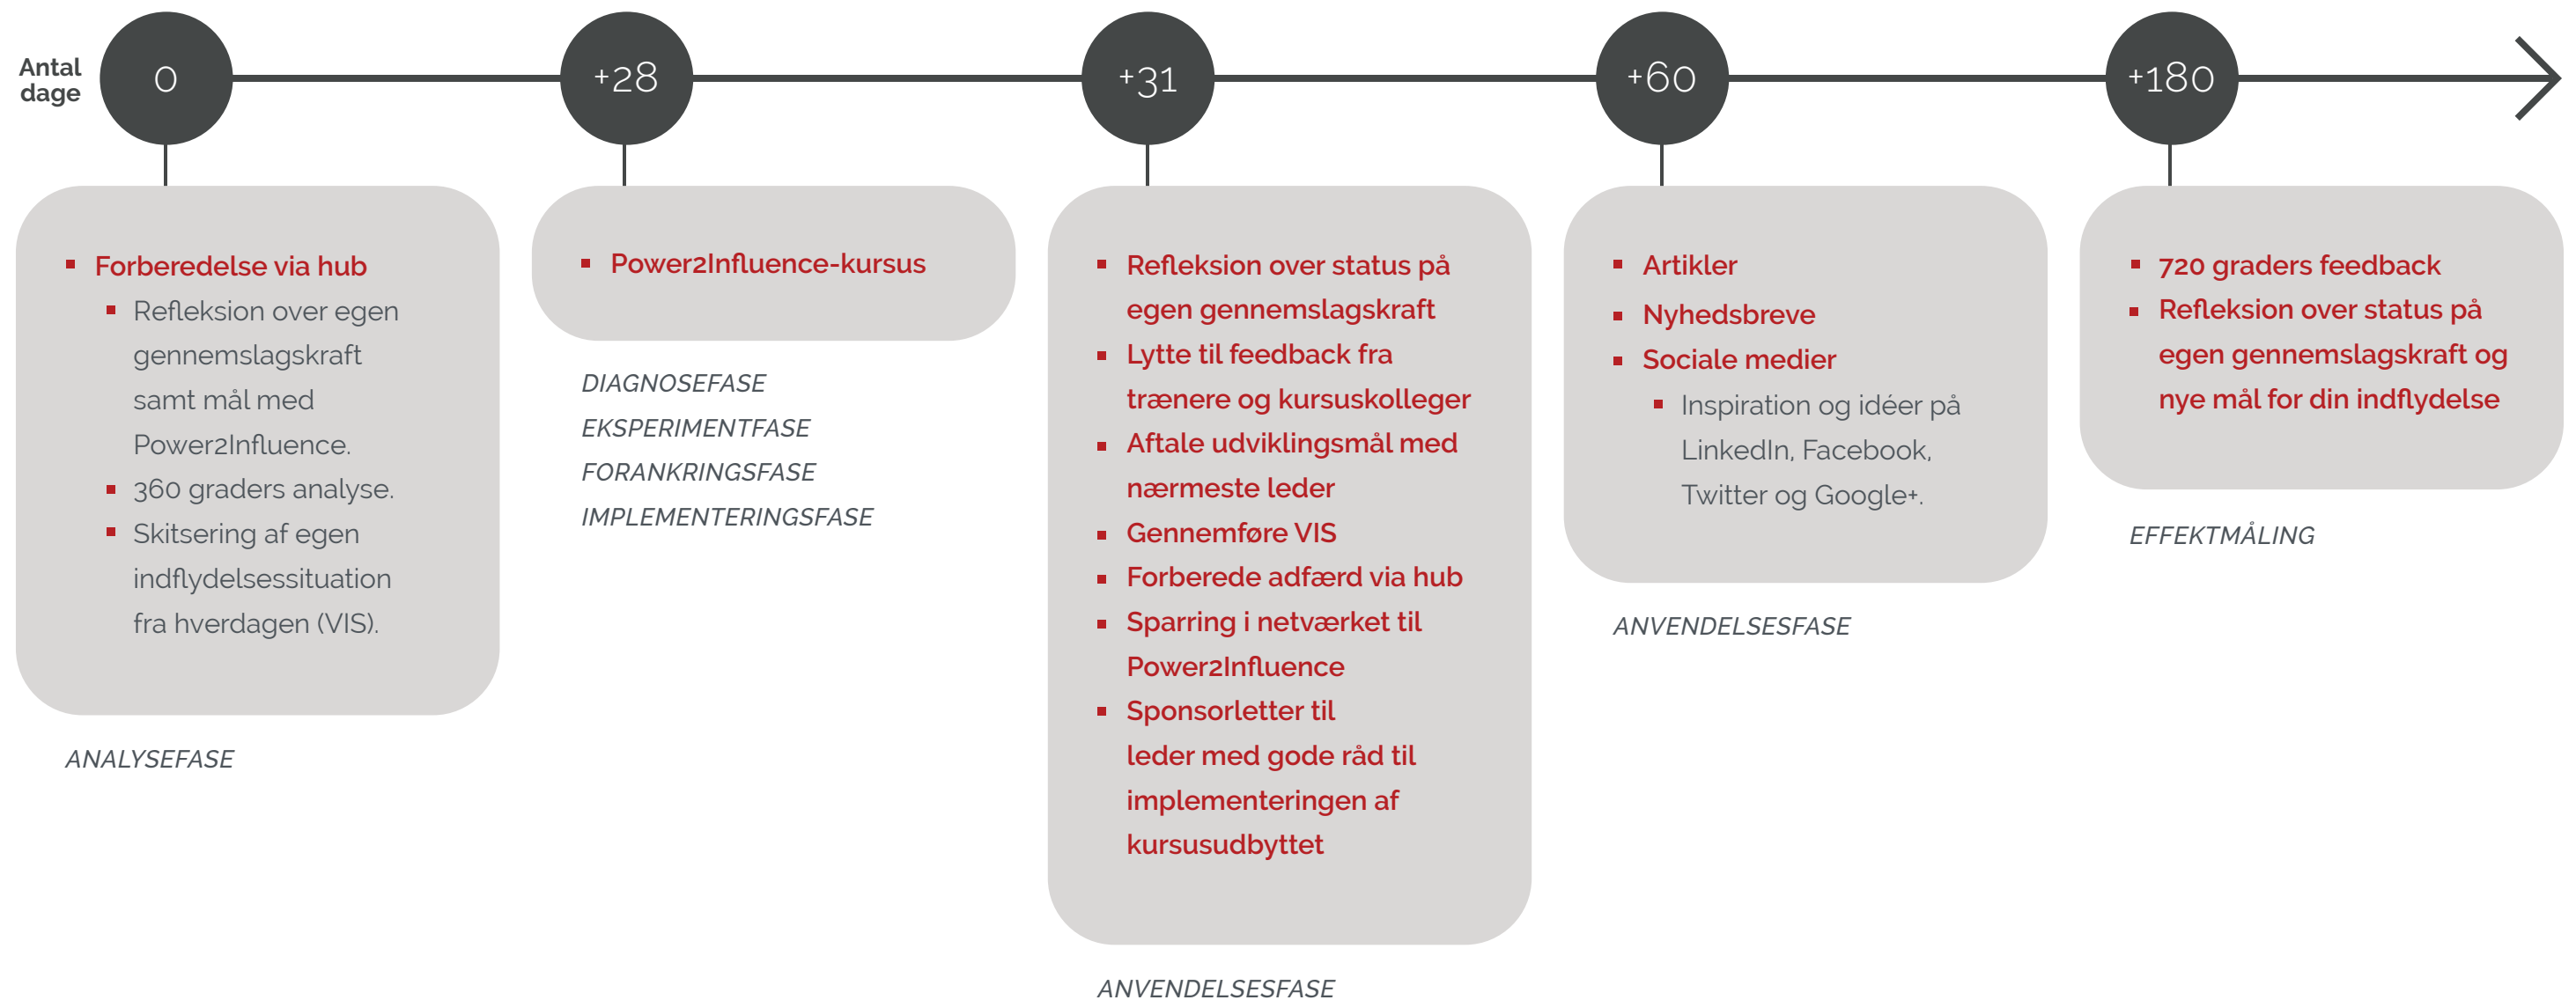 Antal
dage
0
+28
+31
+60
+180
Forberedelse via hub
Refleksion over egen
gennemslagskraft
samt mål med
Power2Influence.
360 graders analyse.
Skitsering af egen
indflydelsessituation
fra hverdagen (VIS).
ANALYSEFASE
Power2Influence-kursus
DIAGNOSEFASE
EKSPERIMENTFASE
FORANKRINGSFASE
IMPLEMENTERINGSFASE
Refleksion over status på
egen gennemslagskraft
Lytte til feedback fra
trænere og kursuskolleger
Aftale udviklingsmål med
nærmeste leder
Gennemføre VIS
Forberede adfærd via hub
Sparring i netværket til
Power2Influence
Sponsorletter til
leder med gode råd til
implementeringen af
kursusudbyttet
ANVENDELSESFASE
Artikler
Nyhedsbreve
Sociale medier
Inspiration og idéer på
LinkedIn, Facebook,
Twitter og Google+.
ANVENDELSESFASE
720 graders feedback
Refleksion over status på
egen gennemslagskraft og
nye mål for din indflydelse
EFFEKTMÅLING